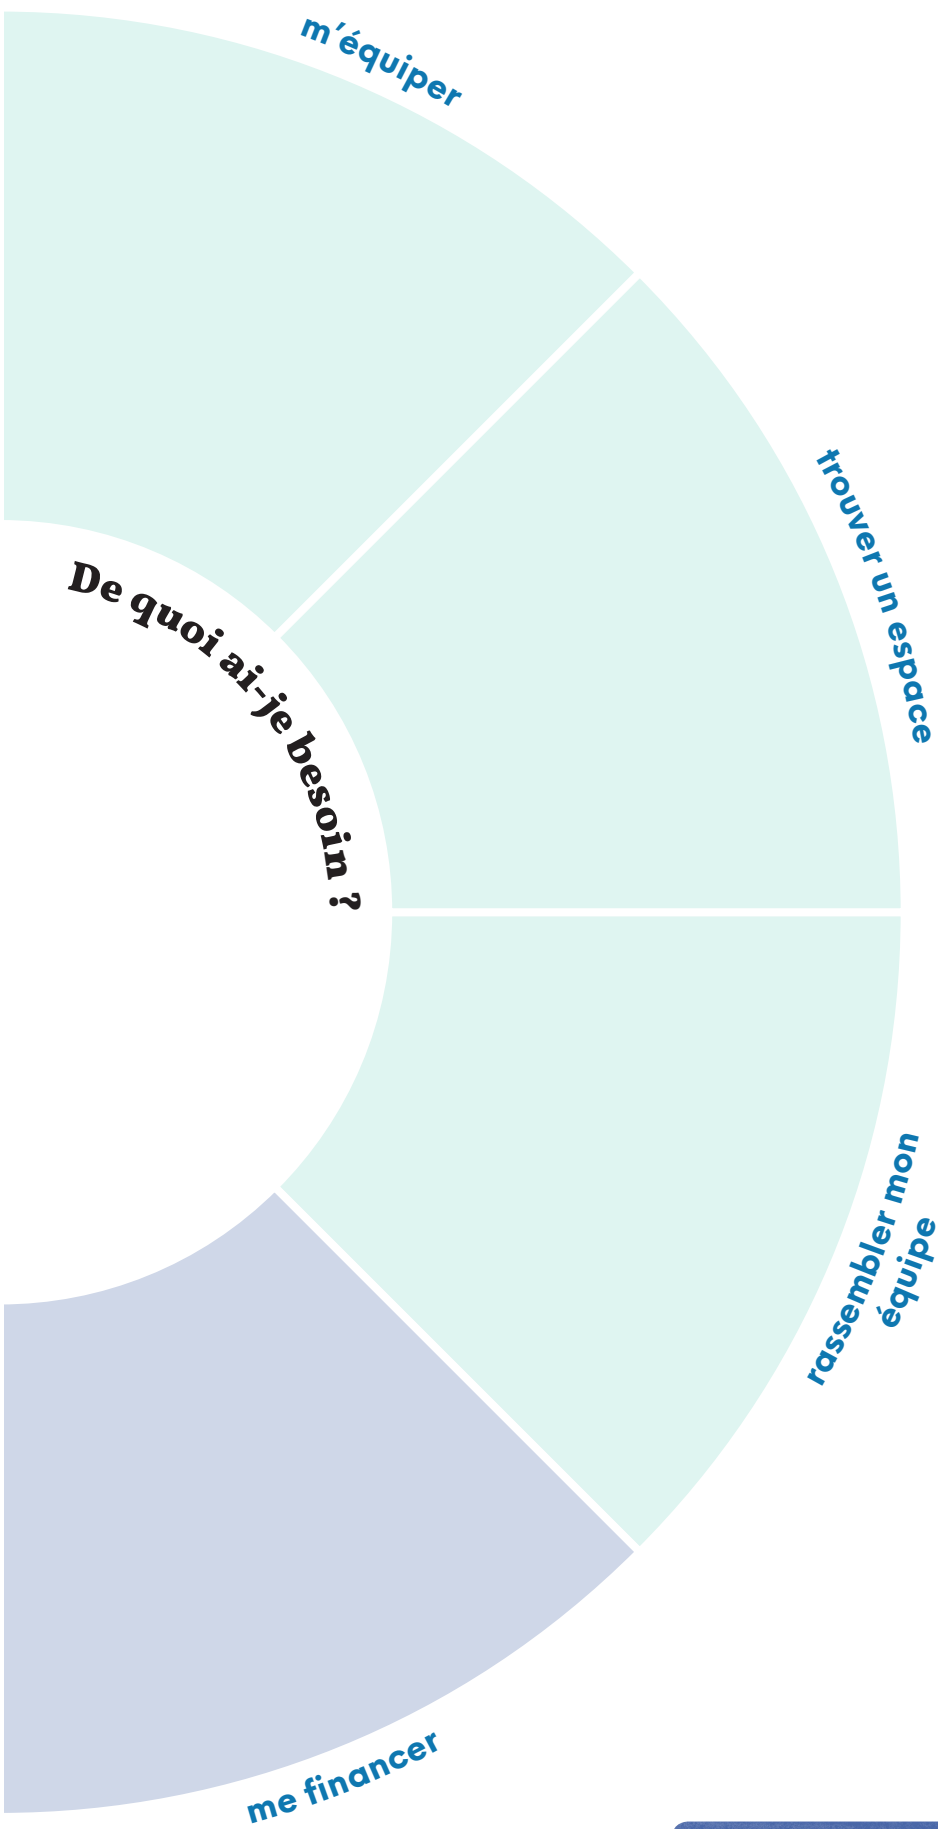 m'équiper
De quoi ai-je besoin ?
trouver un espace
rassembler mon
équipe
me financer